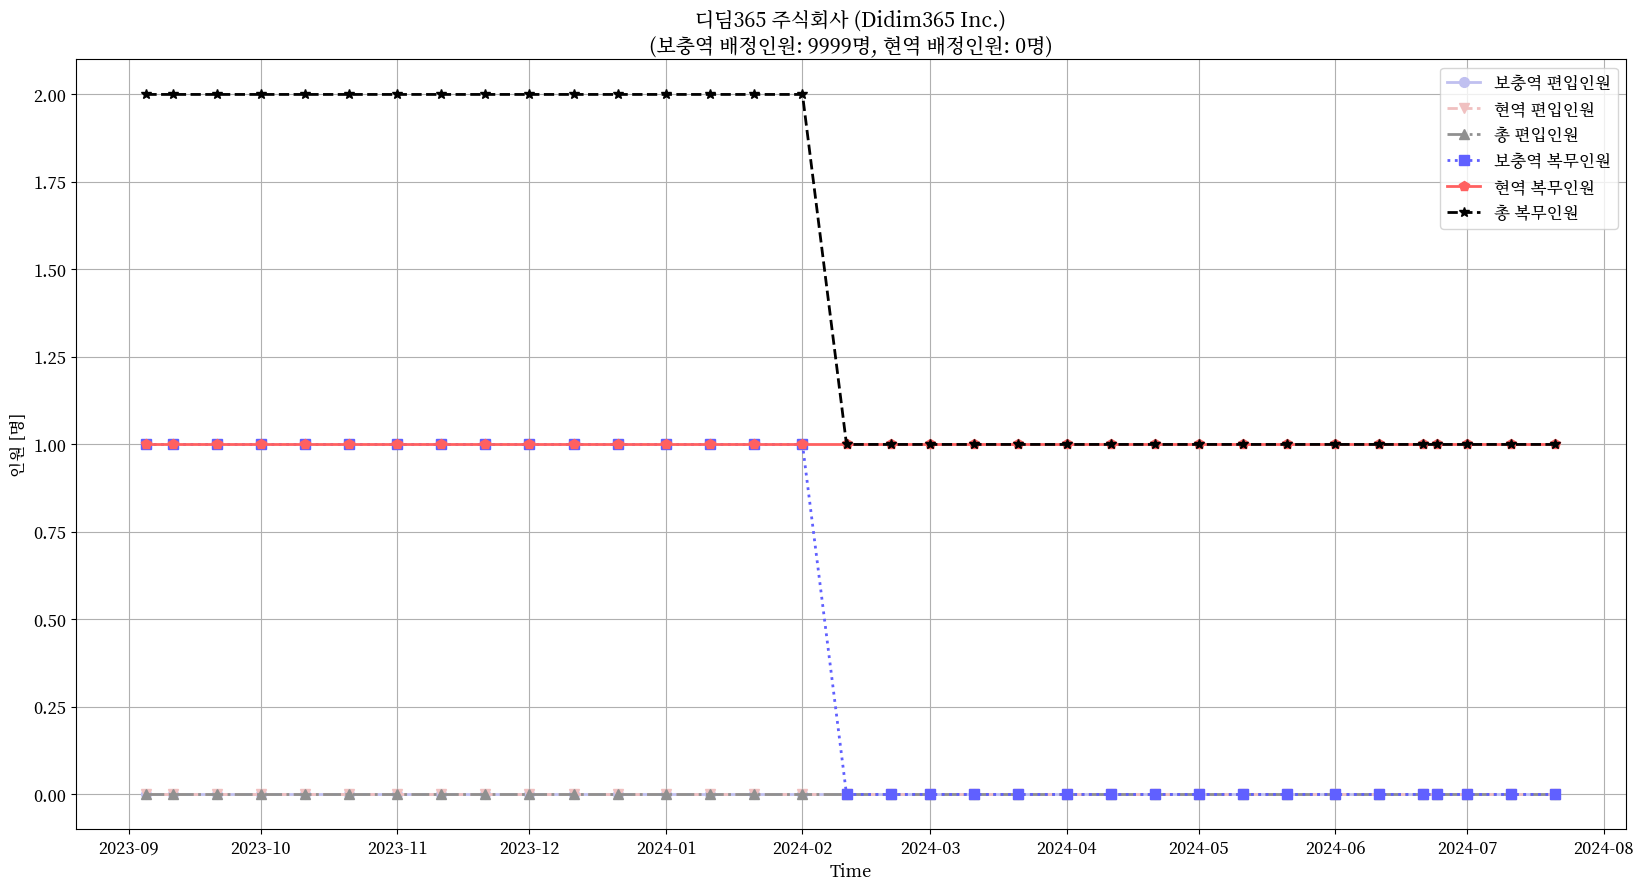 디딤365 주식회사 (Didim365 Inc.)
(보충역 배정인원: 9999명, 현역 배정인원: 0명)
보충역 편입인원
현역 편입인원
총 편입인원
보충역 복무인원
현역 복무인원
총 복무인원
인원 [명]
2.00
1.75
1.50
1.25
1.00
0.75
0.50
0.25
0.00
2023-09 2023-10 2023-11 2023-12 2024-01 2024-02 2024-03 2024-04 2024-05 2024-06 2024-07 2024-08
Time